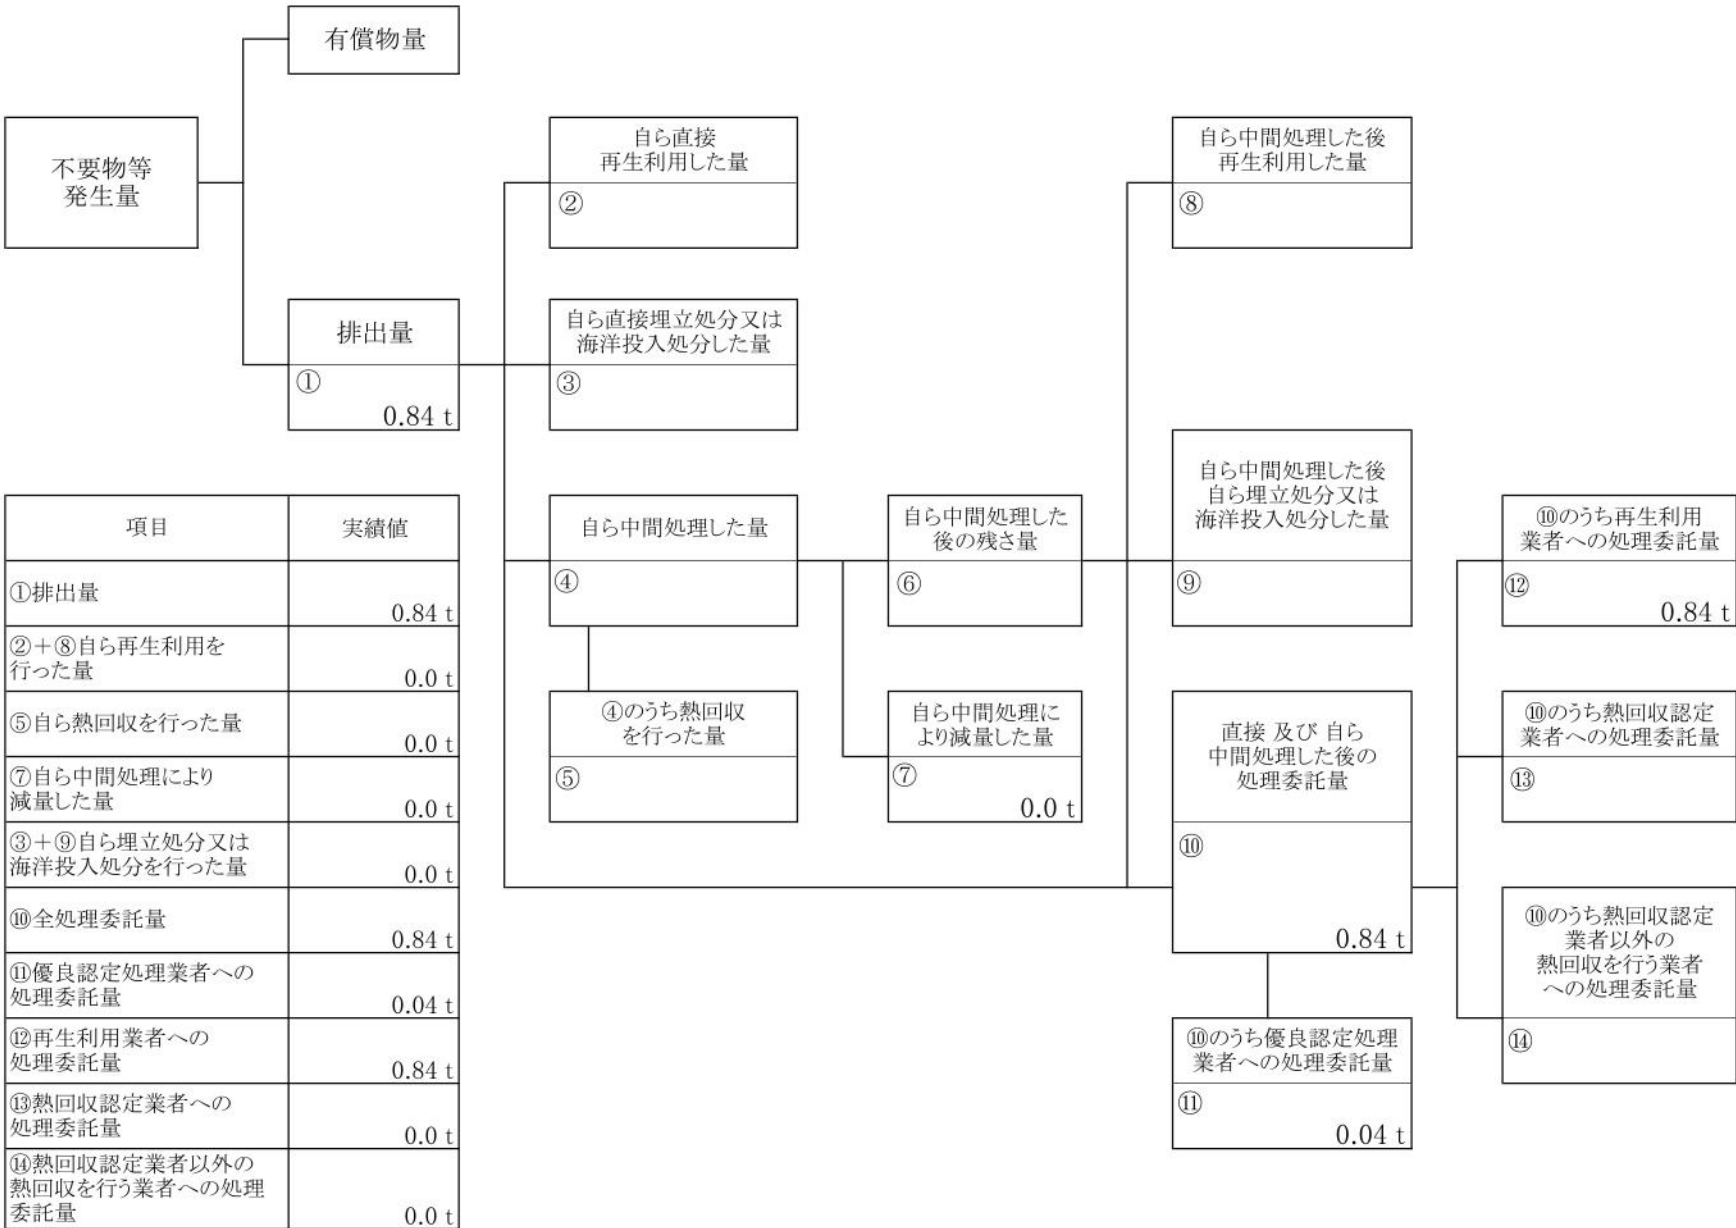 有償物量
不要物等
発生量
自ら直接
再生利用した量
②
自ら中間処理した後
再生利用した量
⑧
排出量
①
0.84 t
自ら直接埋立処分又は
海洋投入処分した量
③
自ら中間処理した量
④
自ら中間処理した
後の残さ量
⑥
自ら中間処理した後
自ら埋立処分又は
海洋投入処分した量
⑨
⑩のうち再生利用
業者への処理委託量
⑫
0.84 t
④のうち熱回収
を行った量
⑤
自ら中間処理に
より減量した量
⑦
0.0 t
直接 及び 自ら
中間処理した後の
処理委託量
⑩
0.84 t
⑩のうち熱回収認定
業者への処理委託量
⑬
⑩のうち熱回収認定
業者以外の
熱回収を行う業者
への処理委託量
⑭
⑩のうち優良認定処理
業者への処理委託量
⑪
0.04 t
項目 実績値
①排出量
0.84 t
②+⑧自ら再生利用を
行った量
0.0 t
⑤自ら熱回収を行った量
0.0 t
⑦自ら中間処理により
減量した量
0.0 t
③+⑨自ら埋立処分又は
海洋投入処分を行った量
0.0 t
⑩全処理委託量
0.84 t
⑪優良認定処理業者への
処理委託量
0.04 t
⑫再生利用業者への
処理委託量
0.84 t
⑬熱回収認定業者への
処理委託量
0.0 t
⑭熱回収認定業者以外の
熱回収を行う業者への処理
委託量
0.0 t